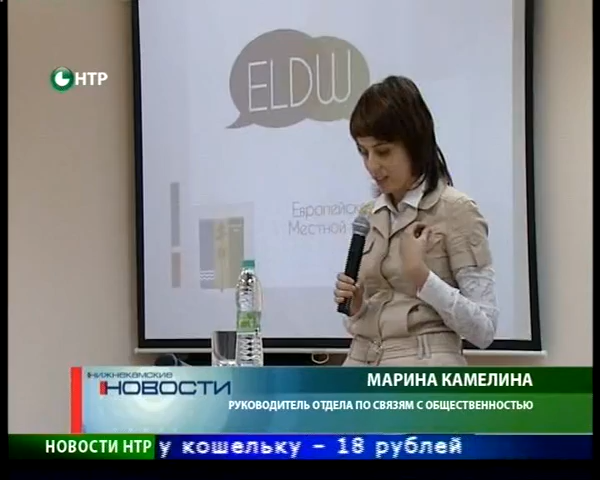 НТР
ELDW
Европейск
Местной
МАРИНА КАМЕЛИНА
НИЖНЕКАМСКИЕ
НОВОСТИ
РУКОВОДИТЕЛЬ ОТДЕЛА ПО СВЯЗЯМ С ОБЩЕСТВЕННОСТЬЮ
НОВОСТИ НТР
у кошельку – 18 рублей